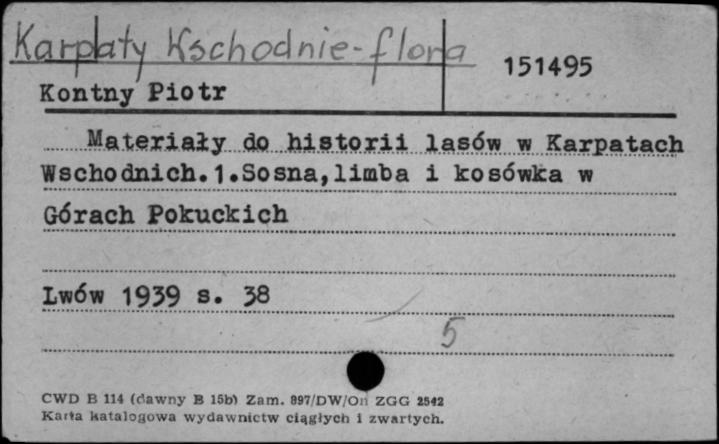 Karpaty Wschodnie-flora
151495
Kontny Piotr
Materiały do historii lasów w Karpatach
Wschodnich.1.Sosna,limba i kosówka w
Górach Pokuckich
Lwów 1939 s. 38
5
CWD B 114 (dawny B 15b) Zam. 897/DW/On ZGG 2542
Karta katalogowa wydawnictw ciągłych i zwartych.